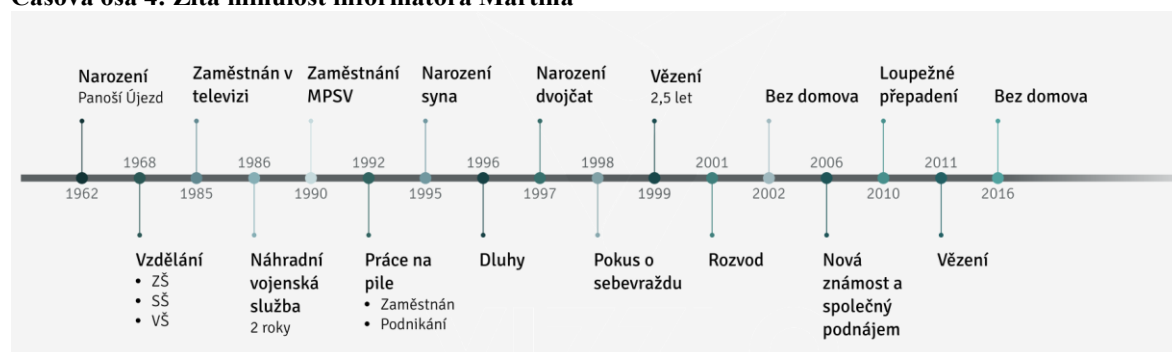 Časová osa 4: Žitá minulost informátora Martina
Narození
Panoší Újezd
Zaměstnán v
televizi
Zaměstnání
MPSV
Narození
syna
Narození
dvojčat
Vězení
2,5 let
Bez domova
Loupežné
přepadení
Bez domova
1968
1986
1992
1996
1998
2001
2006
2011
1962
1985
1990
1995
1997
1999
2002
2010
2016
Vzdělání
• ZŠ
• SŠ
• VŠ
Náhradní
vojenská
služba
2 roky
Práce na
pile
• Zaměstnán
• Podnikání
Dluhy
Pokus o
sebevraždu
Rozvod
Nová
známost a
společný
podnájem
Vězení